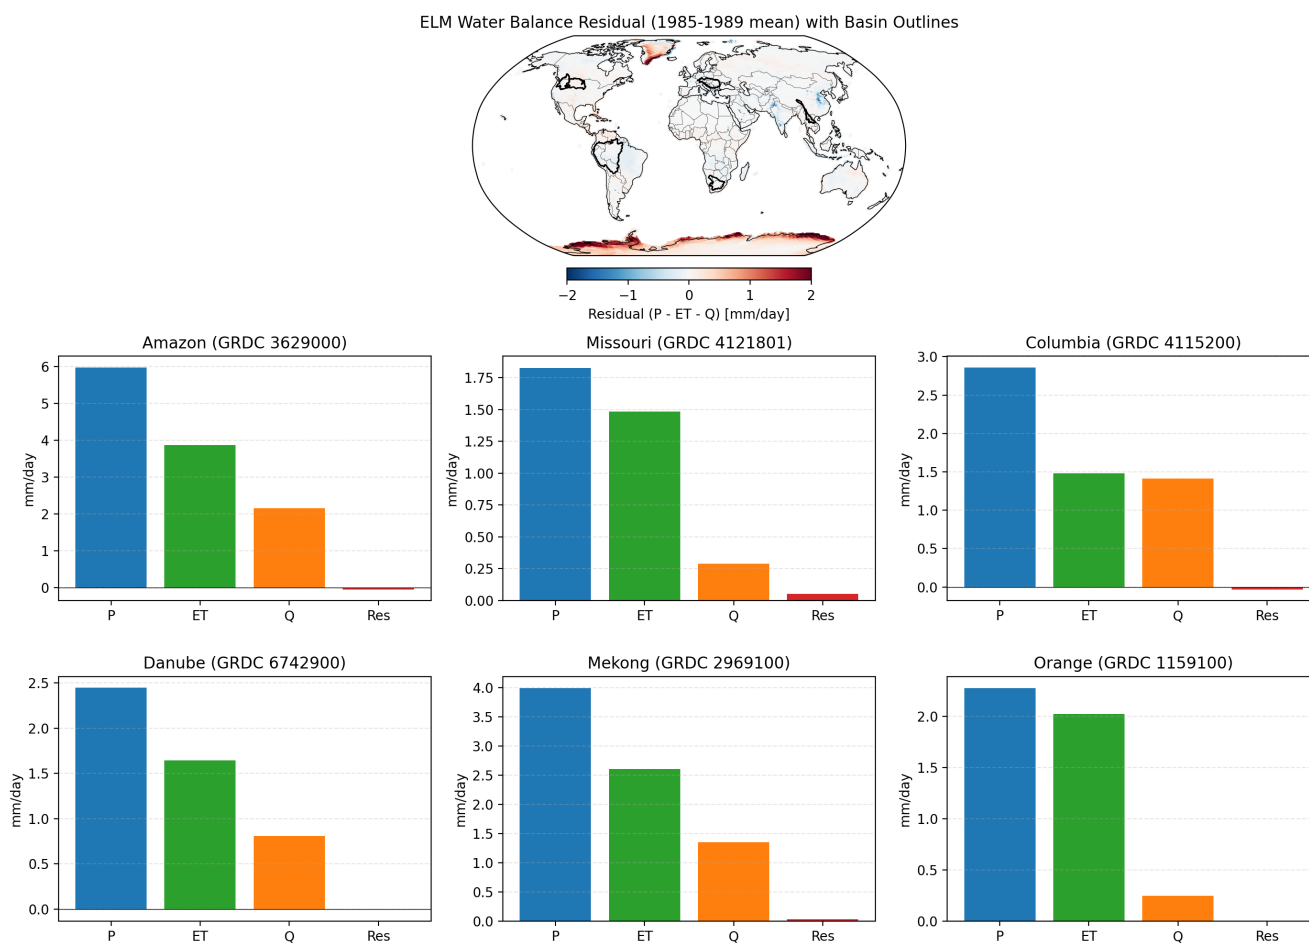 ELM Water Balance Residual (1985-1989 mean) with Basin Outlines
−2 −1 0 1 2
Residual (P - ET - Q) [mm/day]
Amazon (GRDC 3629000)
6
5
4
3
2
1
0
mm/day
P ET Q Res
Missouri (GRDC 4121801)
1.75
1.50
1.25
1.00
0.75
0.50
0.25
0.00
mm/day
P ET Q Res
Columbia (GRDC 4115200)
3.0
2.5
2.0
1.5
1.0
0.5
0.0
mm/day
P ET Q Res
Danube (GRDC 6742900)
2.5
2.0
1.5
1.0
0.5
0.0
mm/day
P ET Q Res
Mekong (GRDC 2969100)
4.0
3.5
3.0
2.5
2.0
1.5
1.0
0.5
0.0
mm/day
P ET Q Res
Orange (GRDC 1159100)
2.0
1.5
1.0
0.5
0.0
mm/day
P ET Q Res